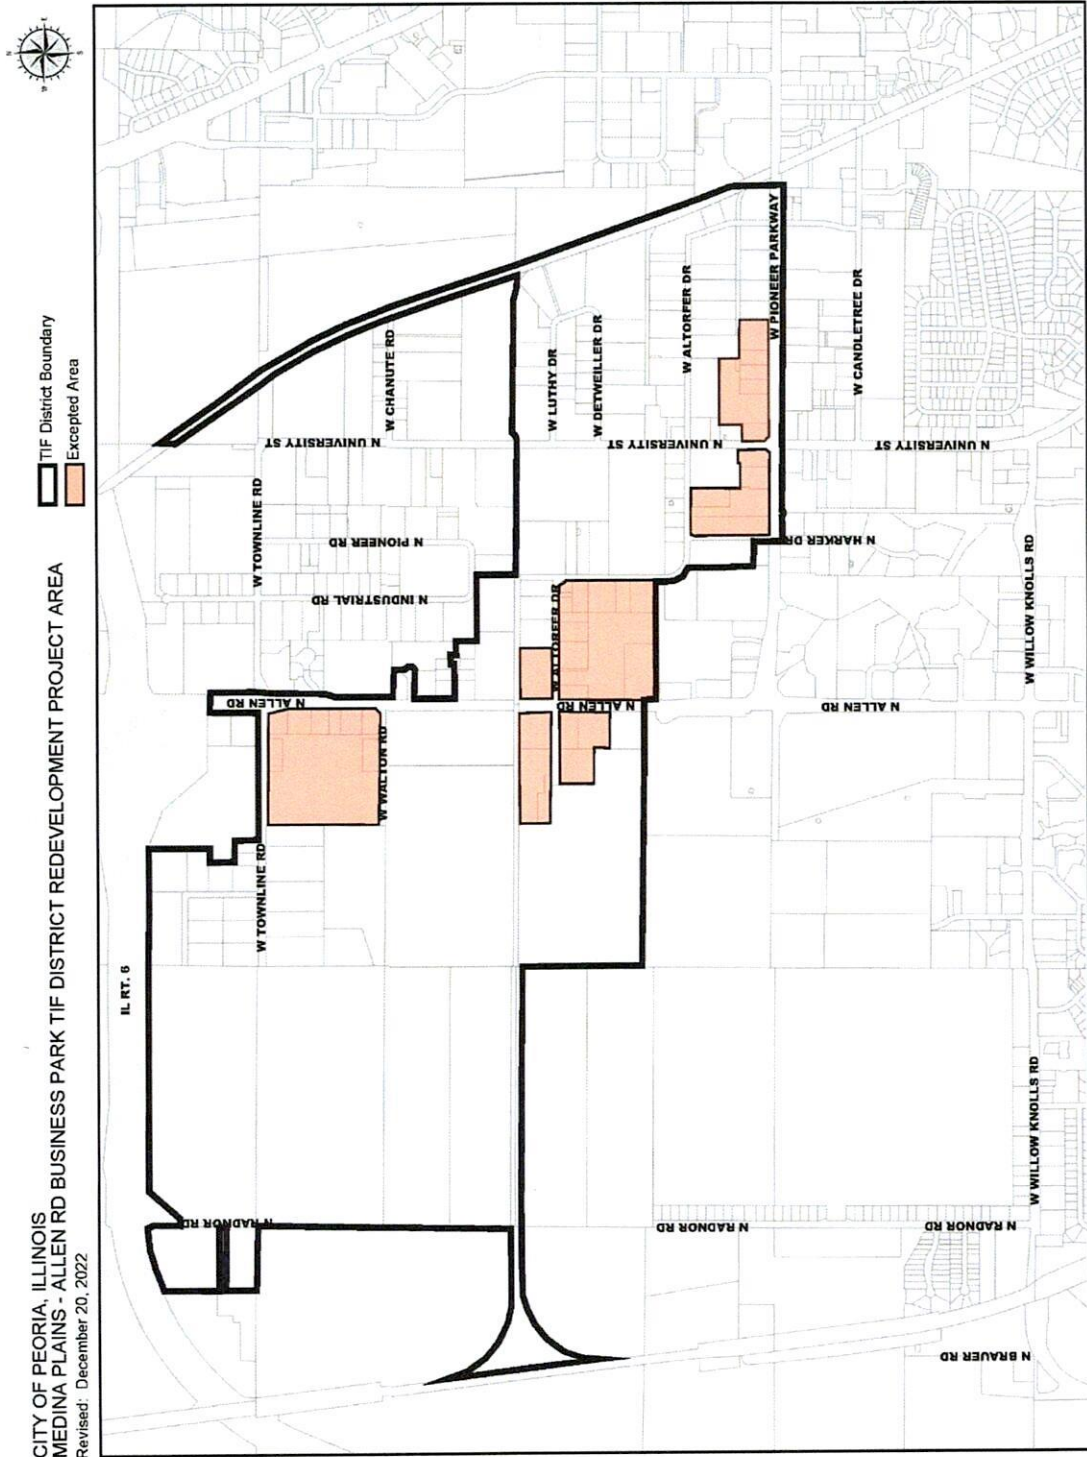 CITY OF PEORIA, ILLINOIS
MEDINA PLAINS - ALLEN RD BUSINESS PARK TIF DISTRICT REDEVELOPMENT PROJECT AREA
Revised: December 20, 2022
TIF District Boundary
Excepted Area
N
E
S
W
IL RT. 6
N RADNOR RD
W TOWNLINE RD
N ALLEN RD
W TOWNLINE RD
N UNIVERSITY ST
N INDUSTRIAL RD
N PIONEER RD
W CHANUTE RD
W WALTON RD
W ALTORFER DR
N ALLEN RD
W LUTHY DR
W DETWEILLER DR
N UNIVERSITY ST
W ALTORFER DR
W PIONEER PARKWAY
N RADNOR RD
N ALLEN RD
N HARKER DR
W CANDLETREE DR
N UNIVERSITY ST
N BRAUER RD
N RADNOR RD
W WILLOW KNOLLS RD
W WILLOW KNOLLS RD